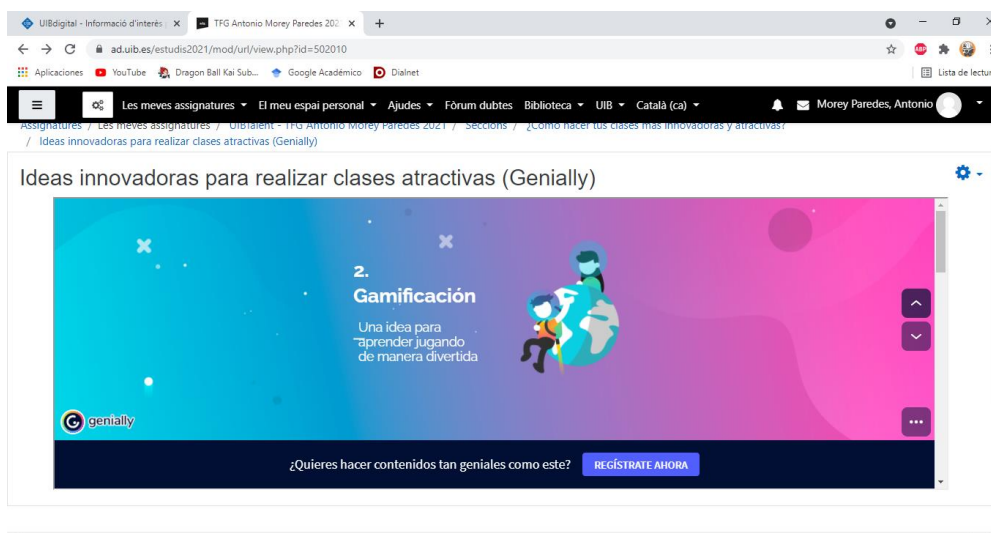 UIBdigital - Informació d'interès
TFG Antonio Morey Paredes 202
ad.uib.es/estudis2021/mod/url/view.php?id=502010
ABP
Aplicaciones YouTube Dragon Ball Kai Sub... Google Académico Dialnet Lista de lectur
Les meves assignatures El meu espai personal Ajudes Fòrum dubtes Biblioteca UIB Català (ca) Morey Paredes, Antonio
Assignatures / Les meves assignatures / UIBTalent - TFG Antonio Morey Paredes 2021 / Seccions / ¿Cómo hacer tus clases más innovadoras y atractivas?
/ Ideas innovadoras para realizar clases atractivas (Genially)
Ideas innovadoras para realizar clases atractivas (Genially)
2.
Gamificación
Una idea para
aprender jugando
de manera divertida
genially
¿Quieres hacer contenidos tan geniales como este? REGÍSTRATE AHORA